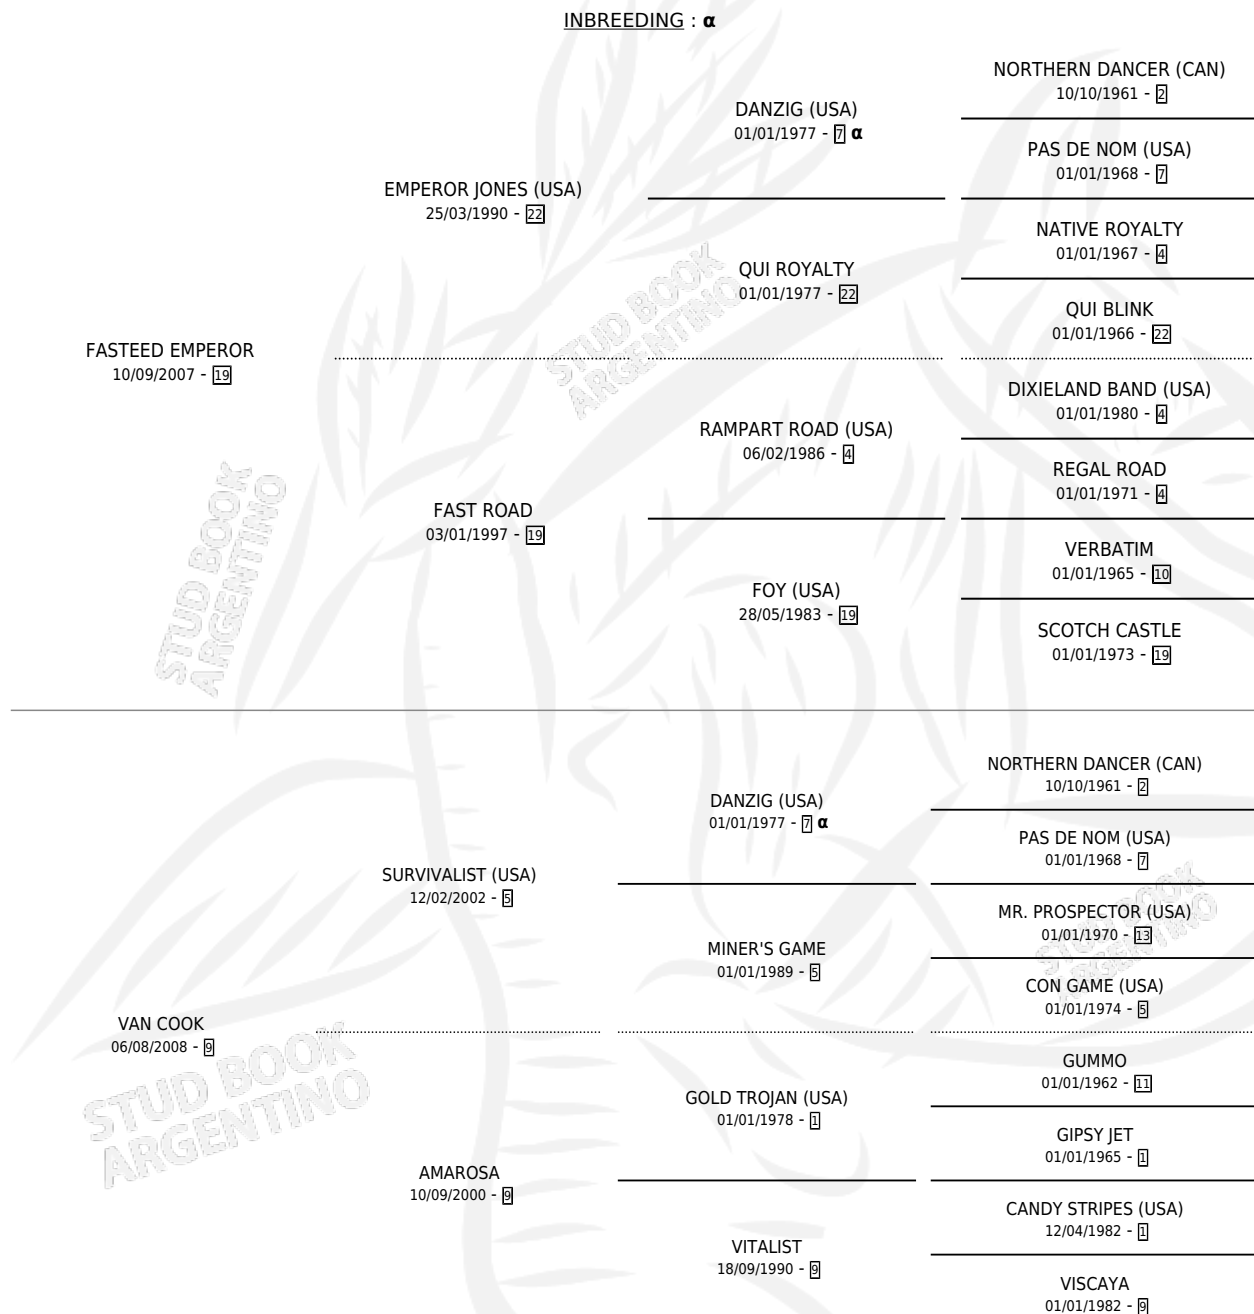 INBREEDING : α
NORTHERN DANCER (CAN)
10/10/1961 - 2
DANZIG (USA)
01/01/1977 - 7 α
PAS DE NOM (USA)
01/01/1968 - 7
EMPEROR JONES (USA)
25/03/1990 - 22
NATIVE ROYALTY
01/01/1967 - 4
QUI ROYALTY
01/01/1977 - 22
QUI BLINK
01/01/1966 - 22
FASTEED EMPEROR
10/09/2007 - 19
DIXIELAND BAND (USA)
01/01/1980 - 4
RAMPART ROAD (USA)
06/02/1986 - 4
REGAL ROAD
01/01/1971 - 4
FAST ROAD
03/01/1997 - 19
VERBATIM
01/01/1965 - 10
FOY (USA)
28/05/1983 - 19
SCOTCH CASTLE
01/01/1973 - 19
NORTHERN DANCER (CAN)
10/10/1961 - 2
DANZIG (USA)
01/01/1977 - 7 α
PAS DE NOM (USA)
01/01/1968 - 7
SURVIVALIST (USA)
12/02/2002 - 5
MR. PROSPECTOR (USA)
01/01/1970 - 13
MINER'S GAME
01/01/1989 - 5
CON GAME (USA)
01/01/1974 - 5
VAN COOK
06/08/2008 - 9
GUMMO
01/01/1962 - 11
GOLD TROJAN (USA)
01/01/1978 - 1
GIPSY JET
01/01/1965 - 1
AMAROSA
10/09/2000 - 9
CANDY STRIPES (USA)
12/04/1982 - 1
VITALIST
18/09/1990 - 9
VISCAYA
01/01/1982 - 9
STUD BOOK
ARGENTINO
STUD BOOK
ARGENTINO
STUD BOOK
ARGENTINO
STUD BOOK
ARGENTINO